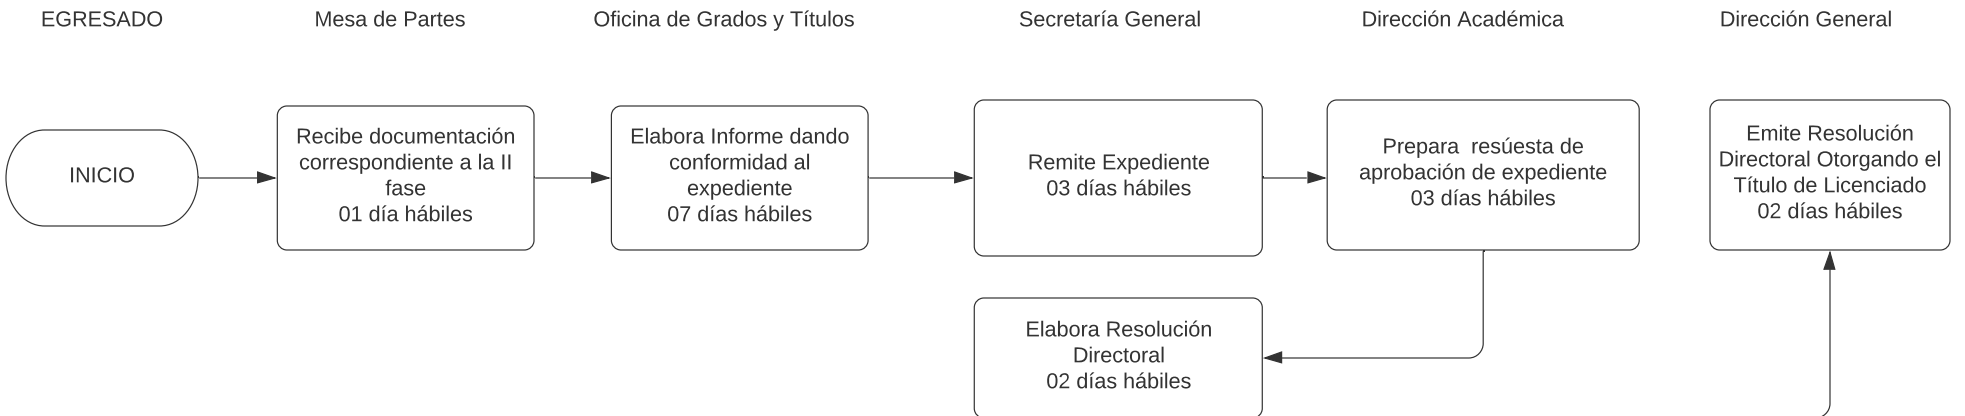 EGRESADO
Mesa de Partes
Oficina de Grados y Títulos
Secretaría General
Dirección Académica
Dirección General
INICIO
Recibe documentación
correspondiente a la II
fase
01 día hábiles
Elabora Informe dando
conformidad al
expediente
07 días hábiles
Remite Expediente
03 días hábiles
Prepara  resúesta de
aprobación de expediente
03 días hábiles
Emite Resolución
Directoral Otorgando el
Título de Licenciado
02 días hábiles
Elabora Resolución
Directoral
02 días hábiles